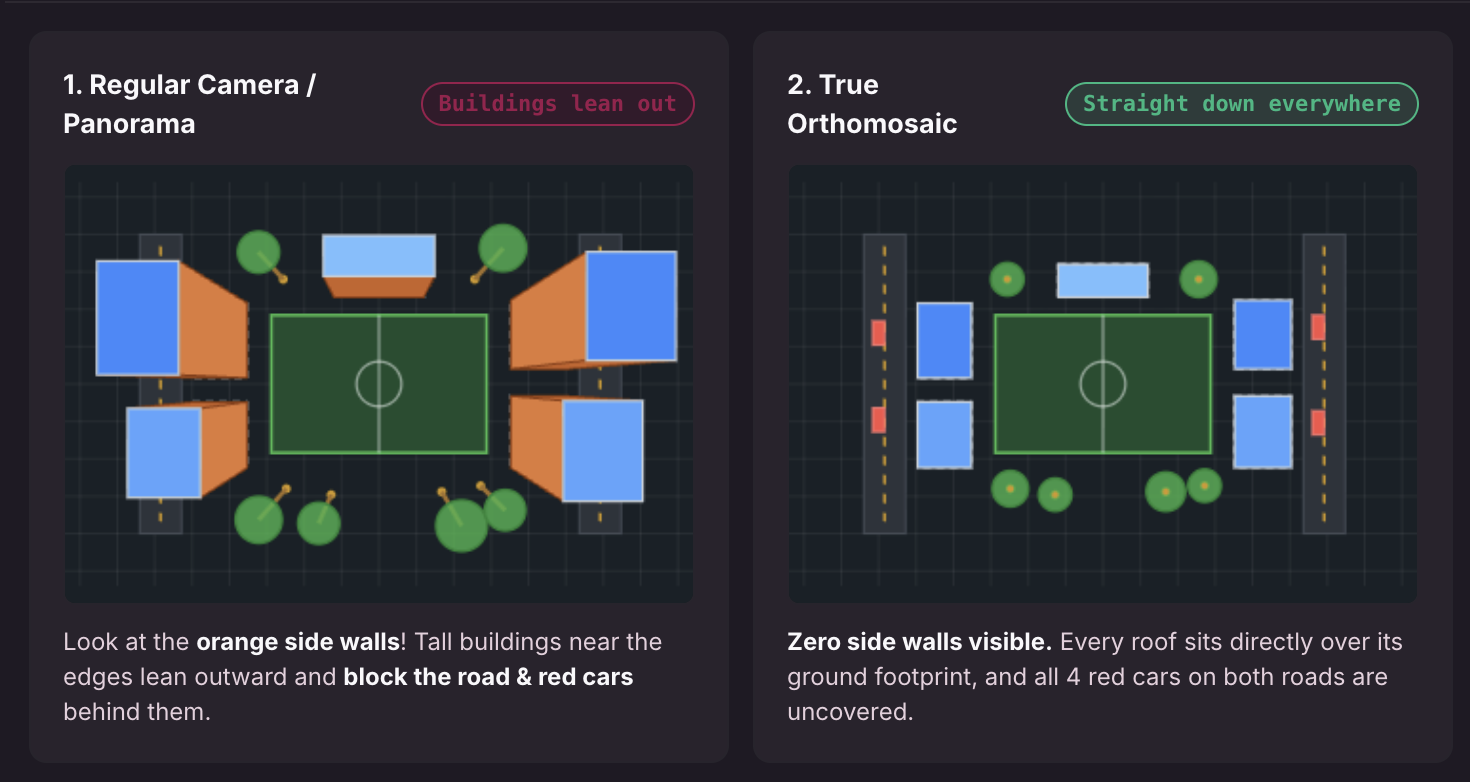 1. Regular Camera /
Panorama
Buildings lean out
Look at the orange side walls! Tall buildings near the
edges lean outward and block the road & red cars
behind them.
2. True
Orthomosaic
Straight down everywhere
Zero side walls visible. Every roof sits directly over its
ground footprint, and all 4 red cars on both roads are
uncovered.